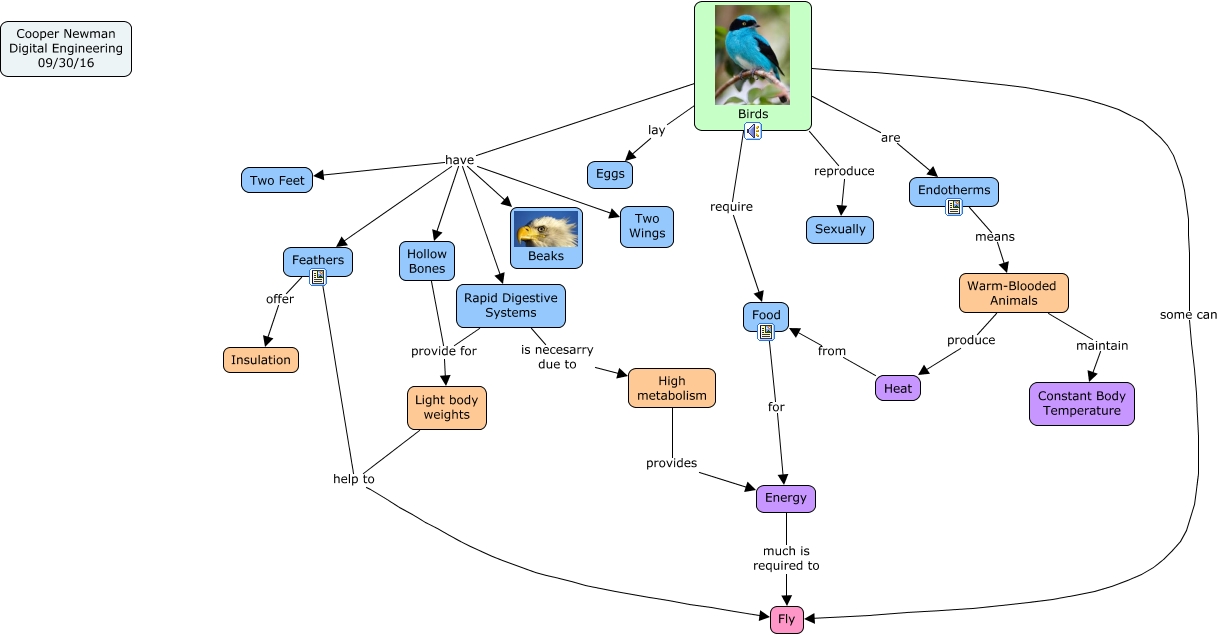 Cooper Newman
Digital Engineering
09/30/16
Birds
lay
are
have
Eggs
reproduce
Two Feet
Endotherms
require
Two
Wings
Sexually
means
Feathers
Hollow
Bones
Beaks
offer
Rapid Digestive
Systems
Warm-Blooded
Animals
Food
some can
Insulation
provide for
is necesarry
due to
from
produce
maintain
High
metabolism
Heat
Constant Body
Temperature
Light body
weights
for
provides
help to
Energy
much is
required to
Fly